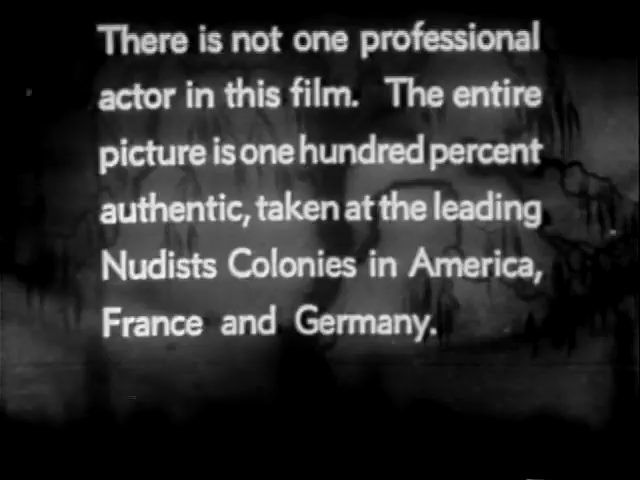 There is not one professional
actor in this film. The entire
picture is one hundred percent
authentic, taken at the leading
Nudists Colonies in America,
France and Germany.